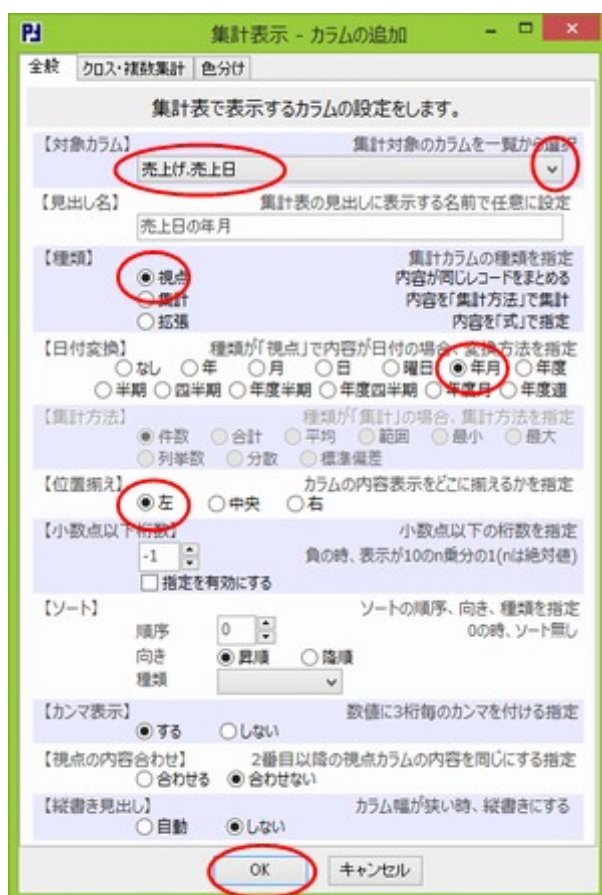 集計表示 - カラムの追加
全般 クロス・複数集計 色分け
集計表で表示するカラムの設定をします。
【対象カラム】 集計対象のカラムを一覧から選択
売上げ.売上日
【見出し名】 集計表の見出しに表示する名前で任意に設定
売上日の年月
【種類】 集計カラムの種類を指定
視点 内容が同じレコードをまとめる
集計 内容を「集計方法」で集計
拡張 内容を「式」で指定
【日付変換】 種類が「視点」で内容が日付の場合、変換方法を指定
なし 年 月 日 曜日 年月 年度
半期 四半期 年度半期 年度四半期 年度月 年度週
【集計方法】 種類が「集計」の場合、集計方法を指定
件数 合計 平均 範囲 最小 最大
列挙数 分散 標準偏差
【位置揃え】 カラムの内容表示をどこに揃えるかを指定
左 中央 右
【小数点以下桁数】 小数点以下の桁数を指定
-1 負の時、表示が10のn乗分の1(nは絶対値)
指定を有効にする
【ソート】 ソートの順序、向き、種類を指定
順序 0 0の時、ソート無し
向き 昇順 降順
種類
【カンマ表示】 数値に3桁毎のカンマを付ける指定
する しない
【視点の内容合わせ】 2番目以降の視点カラムの内容を同じにする指定
合わせる 合わせない
【縦書き見出し】 カラム幅が狭い時、縦書きにする
自動 しない
OK キャンセル